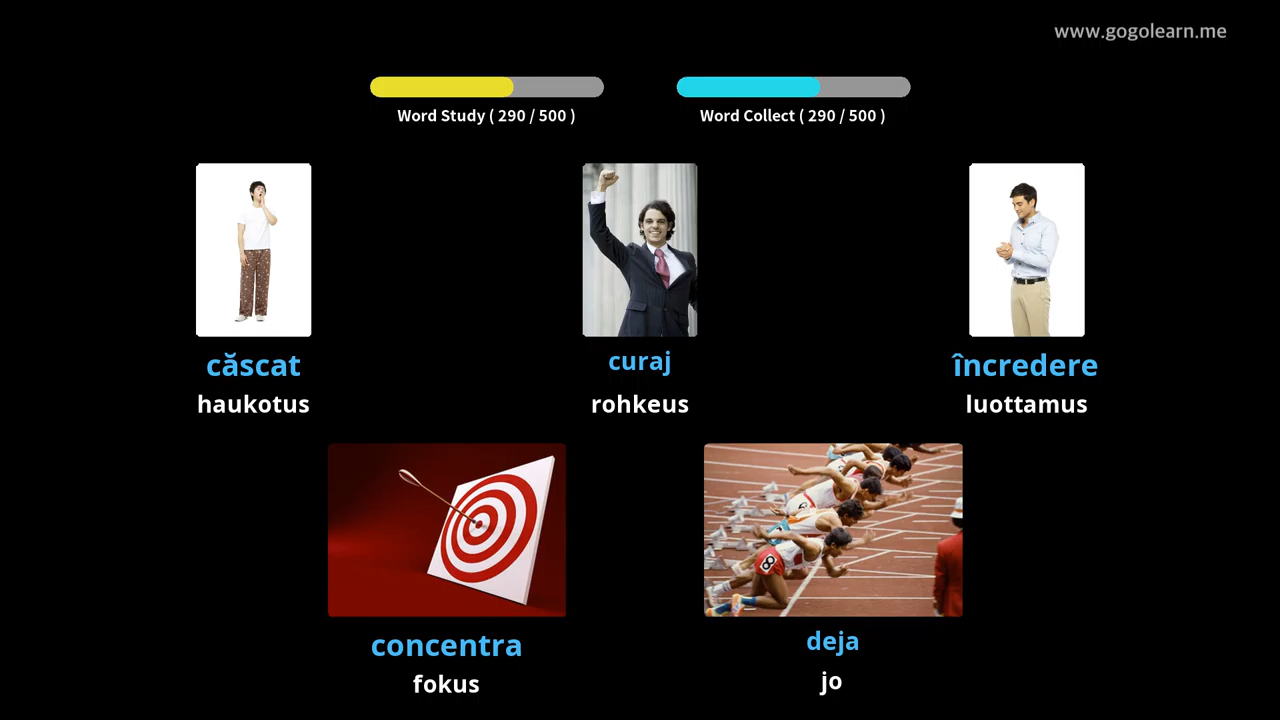 www.gogolearn.me
Word Study ( 290 / 500 )
Word Collect ( 290 / 500 )
căscat
haukotus
curaj
rohkeus
încredere
luottamus
concentra
fokus
deja
jo